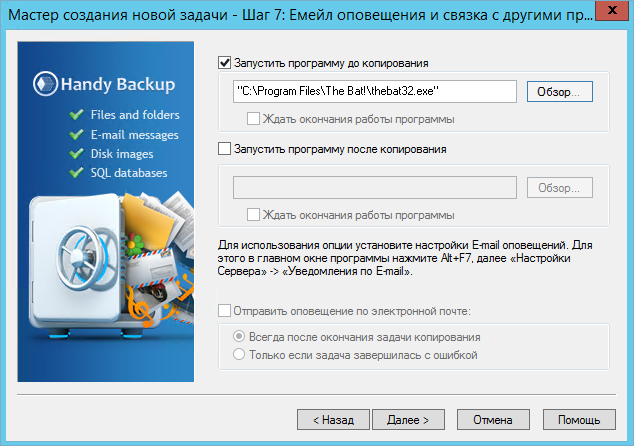 Мастер создания новой задачи - Шаг 7: Емейл оповещения и связка с другими пр...
x
Handy Backup
Files and folders
E-mail messages
Disk images
SQL databases
Запустить программу до копирования
"C:\Program Files\The Bat!\thebat32.exe"
Обзор...
Ждать окончания работы программы
Запустить программу после копирования
Обзор...
Ждать окончания работы программы
Для использования опции установите настройки E-mail оповещений. Для
этого в главном окне программы нажмите Alt+F7, далее «Настройки
Сервера» -> «Уведомления по E-mail».
Отправить оповещение по электронной почте:
Всегда после окончания задачи копирования
Только если задача завершилась с ошибкой
< Назад
Далее >
Отмена
Помощь